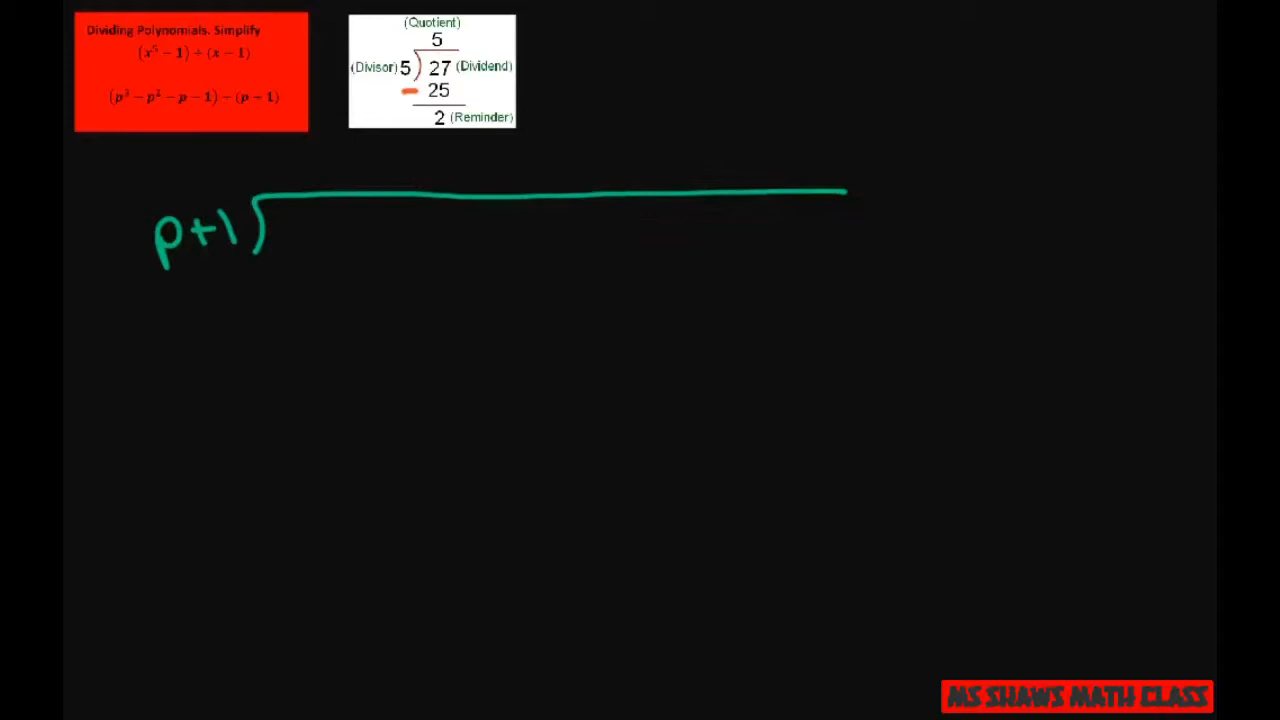 Dividing Polynomials. Simplify
(x⁵ − 1) ÷ (x − 1)
(p³ − p² − p − 1) ÷ (p + 1)
(Quotient)
5
(Divisor) 5 ) 27 (Dividend)
− 25
2 (Reminder)
p+1
MS SHAWS MATH CLASS